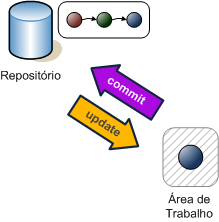 Repositório
commit
update
Área de
Trabalho